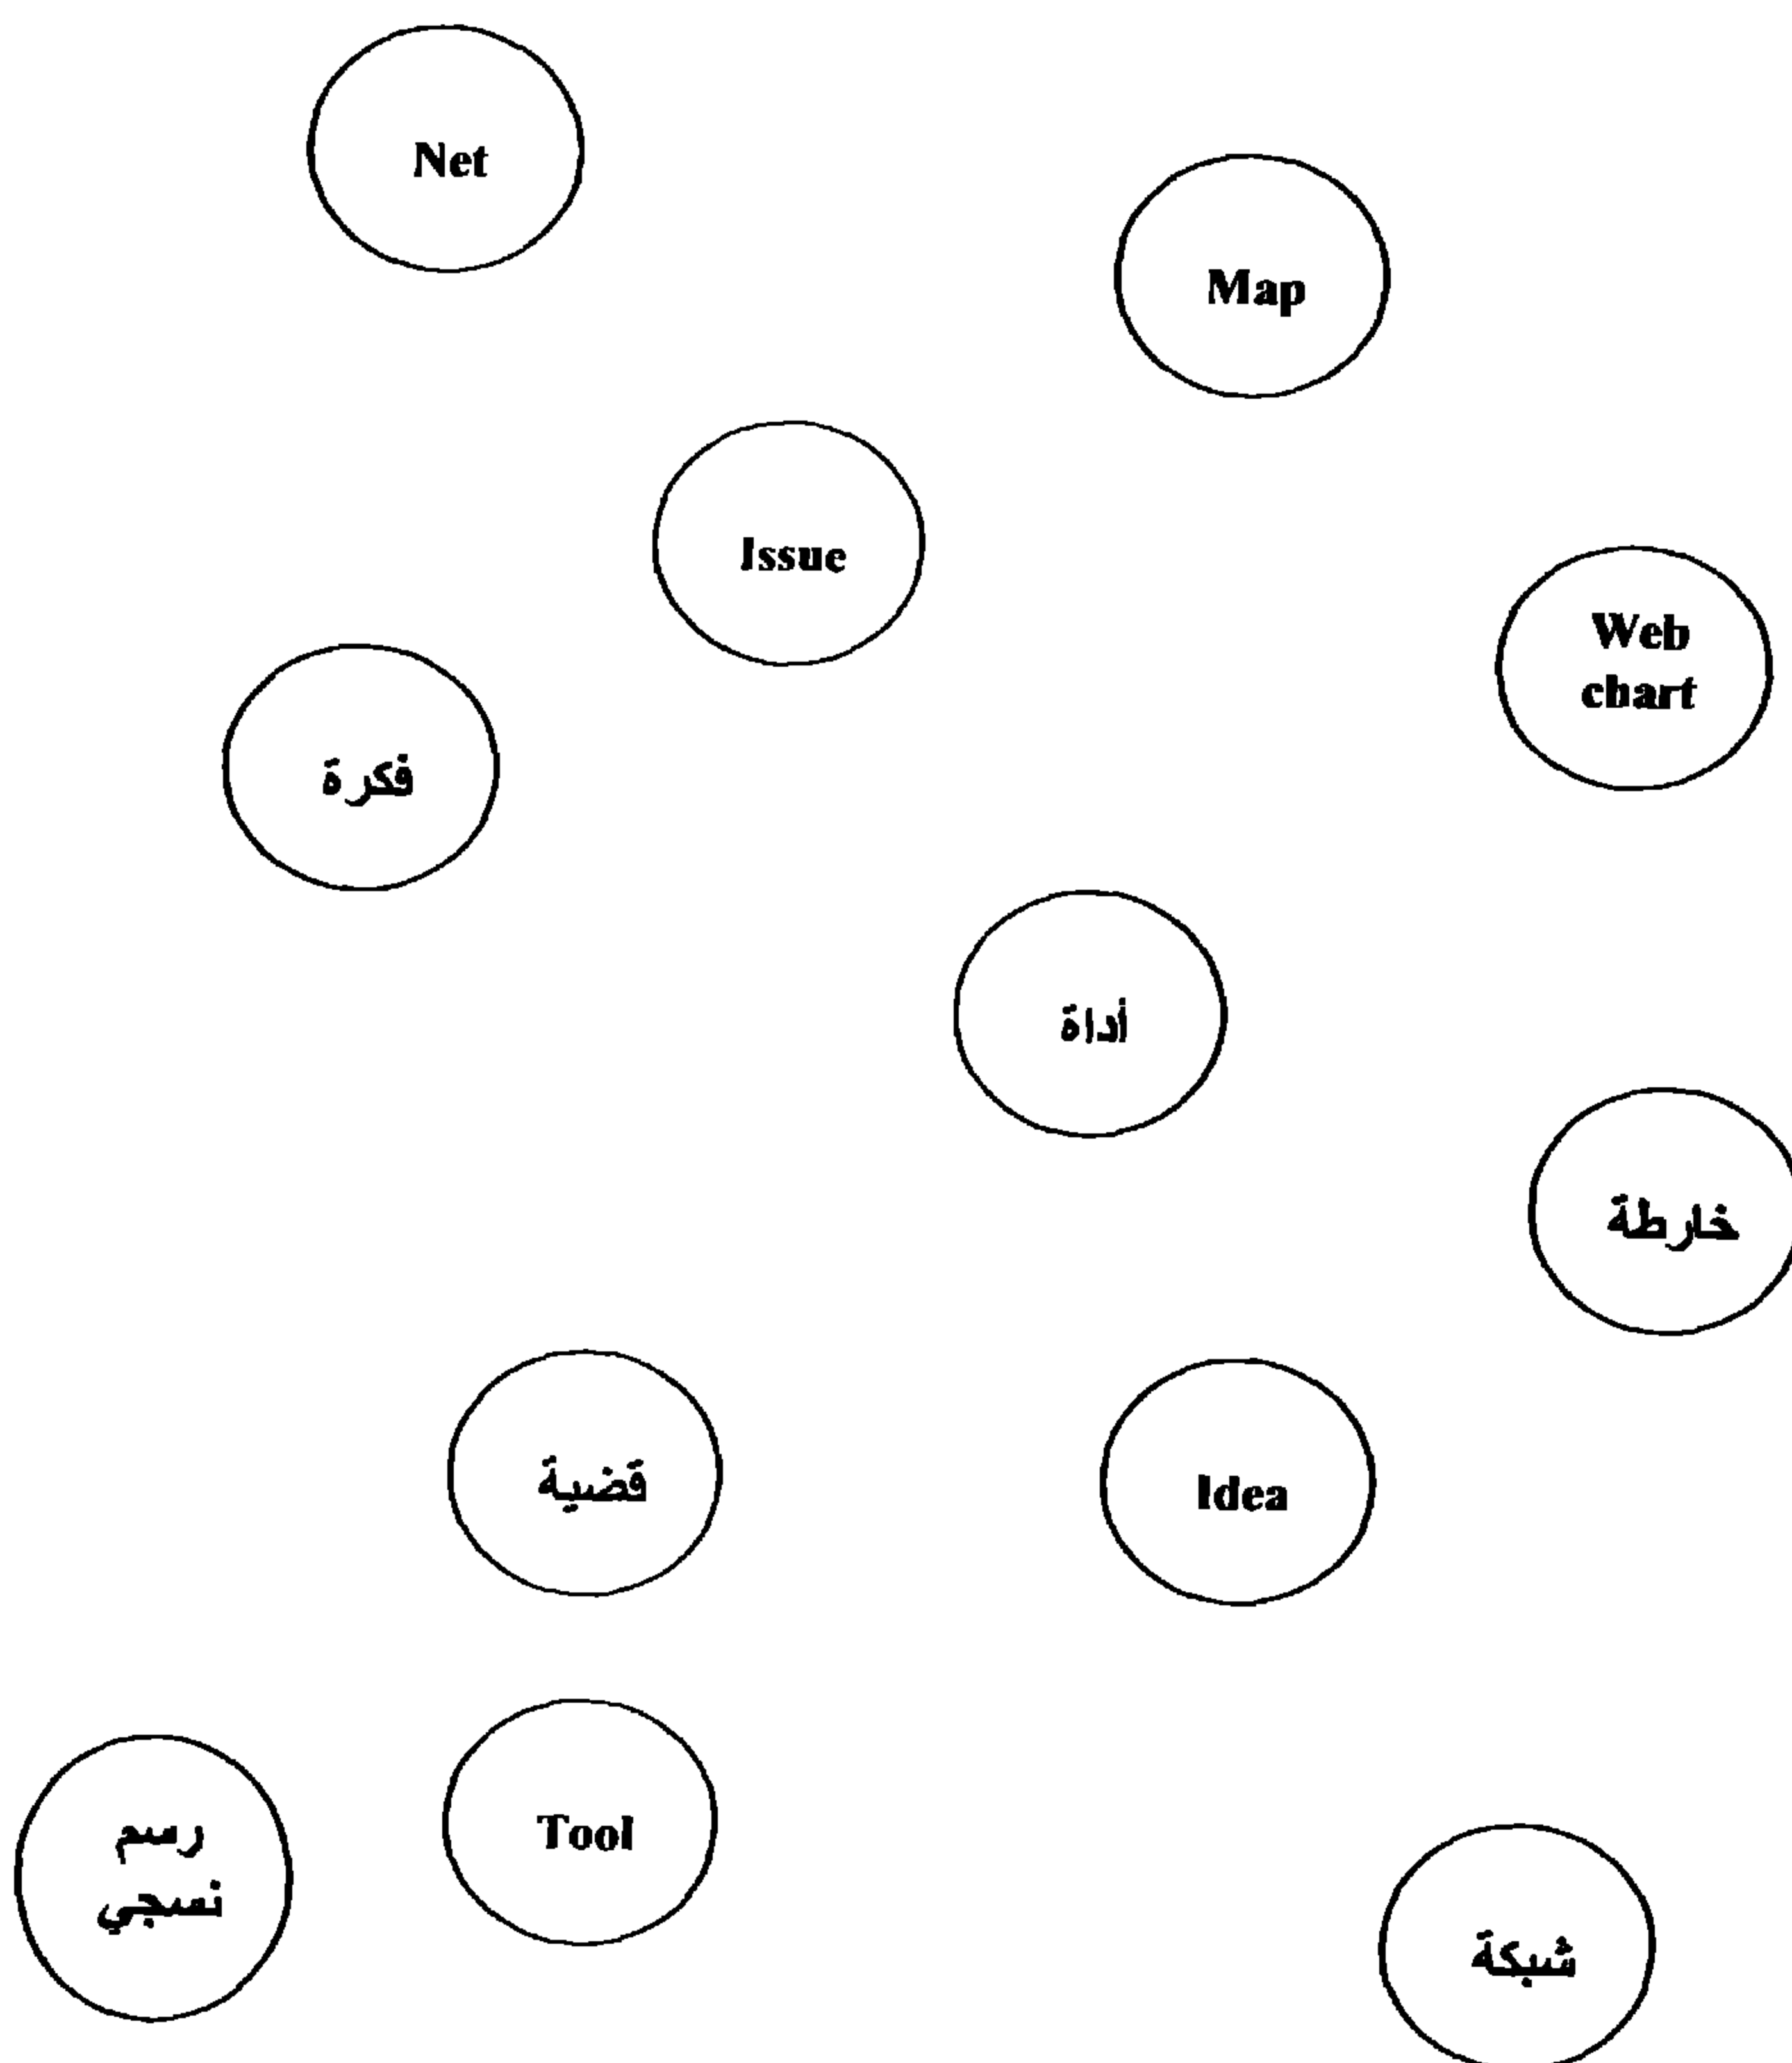 Net
Map
Issue
Web
chart
فكرة
أداة
خارطة
قضية
Idea
Tool
رسم
نسجي
شبكة